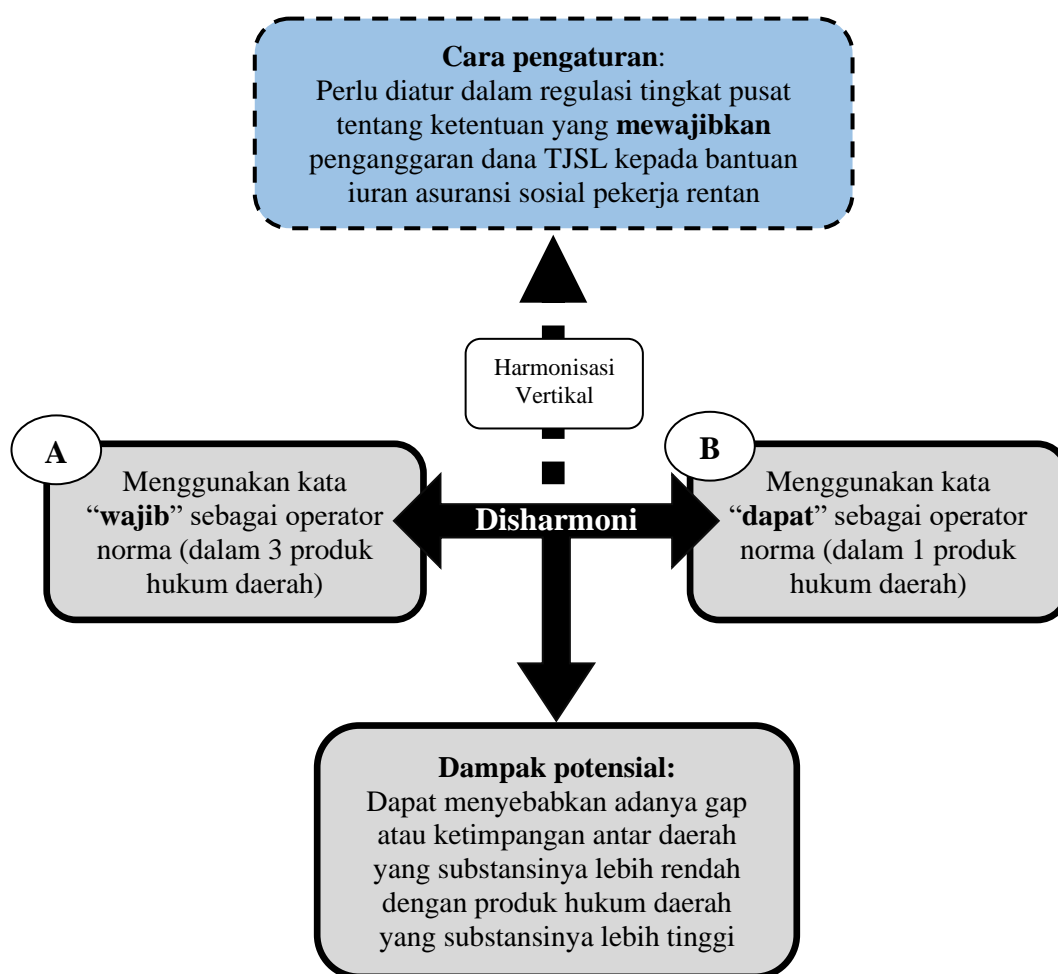 Cara pengaturan:
Perlu diatur dalam regulasi tingkat pusat
tentang ketentuan yang mewajibkan
penganggaran dana TJSL kepada bantuan
iuran asuransi sosial pekerja rentan
Harmonisasi
Vertikal
A
Menggunakan kata
“wajib” sebagai operator
norma (dalam 3 produk
hukum daerah)
Disharmoni
B
Menggunakan kata
“dapat” sebagai operator
norma (dalam 1 produk
hukum daerah)
Dampak potensial:
Dapat menyebabkan adanya gap
atau ketimpangan antar daerah
yang substansinya lebih rendah
dengan produk hukum daerah
yang substansinya lebih tinggi